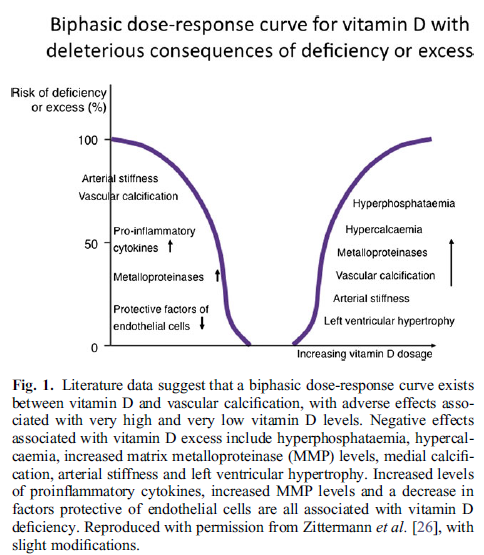 Biphasic dose-response curve for vitamin D with
deleterious consequences of deficiency or excess
Risk of deficiency
or excess (%)
100
Arterial stiffness
Vascular calcification
Pro-inflammatory
cytokines ↑
50
Metalloproteinases ↑
Protective factors of
endothelial cells ↓
0
Hyperphosphataemia
Hypercalcaemia
Metalloproteinases
Vascular calcification
Arterial stiffness
Left ventricular hypertrophy
Increasing vitamin D dosage
Fig. 1. Literature data suggest that a biphasic dose-response curve exists
between vitamin D and vascular calcification, with adverse effects asso-
ciated with very high and very low vitamin D levels. Negative effects
associated with vitamin D excess include hyperphosphataemia, hypercal-
caemia, increased matrix metalloproteinase (MMP) levels, medial calcifi-
cation, arterial stiffness and left ventricular hypertrophy. Increased levels
of proinflammatory cytokines, increased MMP levels and a decrease in
factors protective of endothelial cells are all associated with vitamin D
deficiency. Reproduced with permission from Zittermann et al. [26], with
slight modifications.